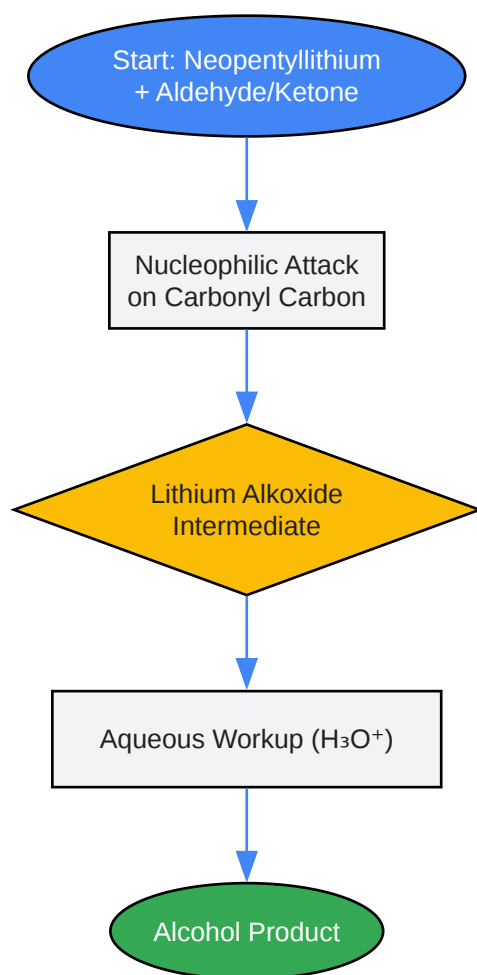 Start: Neopentyllithium
+ Aldehyde/Ketone
Nucleophilic Attack
on Carbonyl Carbon
Lithium Alkoxide
Intermediate
Aqueous Workup (H₃O⁺)
Alcohol Product